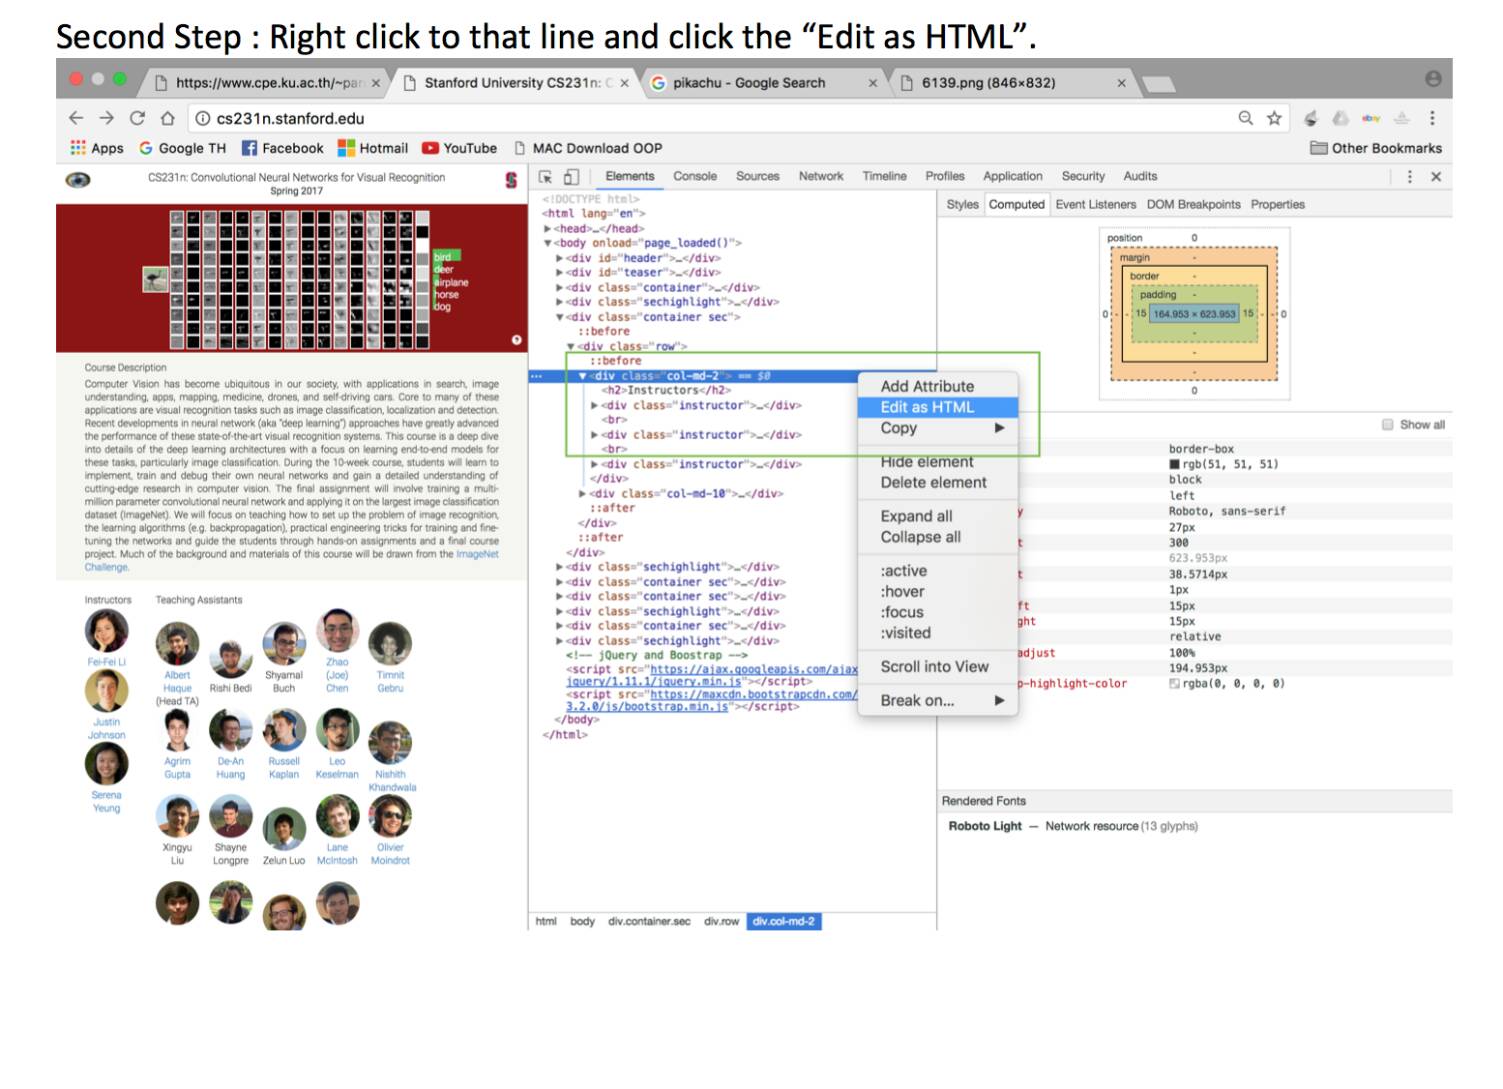 Second Step : Right click to that line and click the “Edit as HTML”.
https://www.cpe.ku.ac.th/~pan
Stanford University CS231n: C
pikachu - Google Search
6139.png (846×832)
cs231n.stanford.edu
Apps
Google TH
Facebook
Hotmail
YouTube
MAC Download OOP
Other Bookmarks
CS231n: Convolutional Neural Networks for Visual Recognition
Spring 2017
bird
deer
airplane
horse
dog
Course Description
Computer Vision has become ubiquitous in our society, with applications in search, image
understanding, apps, mapping, medicine, drones, and self-driving cars. Core to many of these
applications are visual recognition tasks such as image classification, localization and detection.
Recent developments in neural network (aka "deep learning") approaches have greatly advanced
the performance of these state-of-the-art visual recognition systems. This course is a deep dive
into details of the deep learning architectures with a focus on learning end-to-end models for
these tasks, particularly image classification. During the 10-week course, students will learn to
implement, train and debug their own neural networks and gain a detailed understanding of
cutting-edge research in computer vision. The final assignment will involve training a multi-
million parameter convolutional neural network and applying it on the largest image classification
dataset (ImageNet). We will focus on teaching how to set up the problem of image recognition,
the learning algorithms (e.g. backpropagation), practical engineering tricks for training and fine-
tuning the networks and guide the students through hands-on assignments and a final course
project. Much of the background and materials of this course will be drawn from the ImageNet
Challenge.
Instructors
Fei-Fei Li
Justin
Johnson
Serena
Yeung
Teaching Assistants
Albert
Haque
(Head TA)
Rishi Bedi
Shyamal
Buch
Zhao
(Joe)
Chen
Timnit
Gebru
Agrim
Gupta
De-An
Huang
Russell
Kaplan
Leo
Keselman
Nishith
Khandwala
Xingyu
Liu
Shayne
Longpre
Zelun Luo
Lane
McIntosh
Olivier
Moindrot
Elements
Console
Sources
Network
Timeline
Profiles
Application
Security
Audits
<!DOCTYPE html>
<html lang="en">
<head>…</head>
<body onload="page_loaded()">
<div id="header">…</div>
<div id="teaser">…</div>
<div class="container">…</div>
<div class="sechighlight">…</div>
<div class="container sec">
::before
<div class="row">
::before
<div class="col-md-2"> == $0
<h2>Instructors</h2>
<div class="instructor">…</div>
<br>
<div class="instructor">…</div>
<br>
<div class="instructor">…</div>
</div>
<div class="col-md-10">…</div>
::after
</div>
::after
</div>
<div class="sechighlight">…</div>
<div class="container sec">…</div>
<div class="container sec">…</div>
<div class="sechighlight">…</div>
<div class="container sec">…</div>
<div class="sechighlight">…</div>
<!-- jQuery and Boostrap -->
<script src="https://ajax.googleapis.com/ajax
jquery/1.11.1/jquery.min.js"></script>
<script src="https://maxcdn.bootstrapcdn.com/
3.2.0/js/bootstrap.min.js"></script>
</body>
</html>
html body div.container.sec div.row div.col-md-2
Add Attribute
Edit as HTML
Copy
Hide element
Delete element
Expand all
Collapse all
:active
:hover
:focus
:visited
Scroll into View
Break on...
Styles
Computed
Event Listeners
DOM Breakpoints
Properties
position 0
margin -
border -
padding -
0 - - 15 164.953 × 623.953 15 - - 0
-
-
-
0
Show all
border-box
rgb(51, 51, 51)
block
left
y Roboto, sans-serif
27px
t 300
623.953px
t 38.5714px
1px
ft 15px
ght 15px
relative
adjust 100%
194.953px
p-highlight-color rgba(0, 0, 0, 0)
Rendered Fonts
Roboto Light — Network resource (13 glyphs)